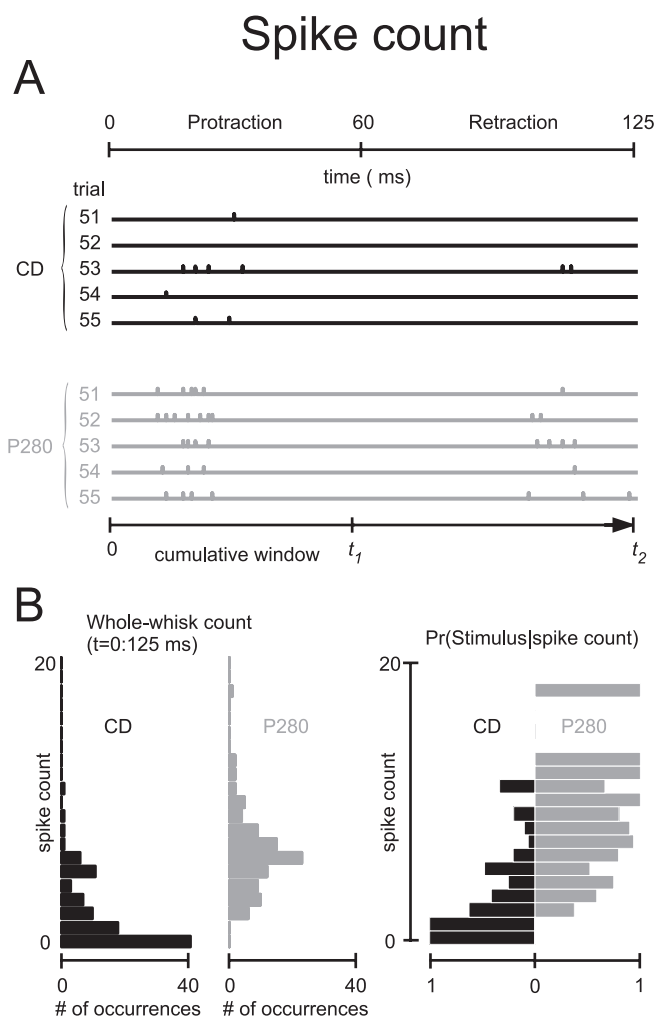 Spike count
A
0 Protraction 60 Retraction 125
time ( ms)
trial
CD
51
52
53
54
55
P280
51
52
53
54
55
0 cumulative window t1 t2
B
Whole-whisk count
(t=0:125 ms)
Pr(Stimulus|spike count)
20
CD
P280
spike count
0
0 40
# of occurrences
0 40
# of occurrences
20
CD
P280
spike count
0
1 0 1